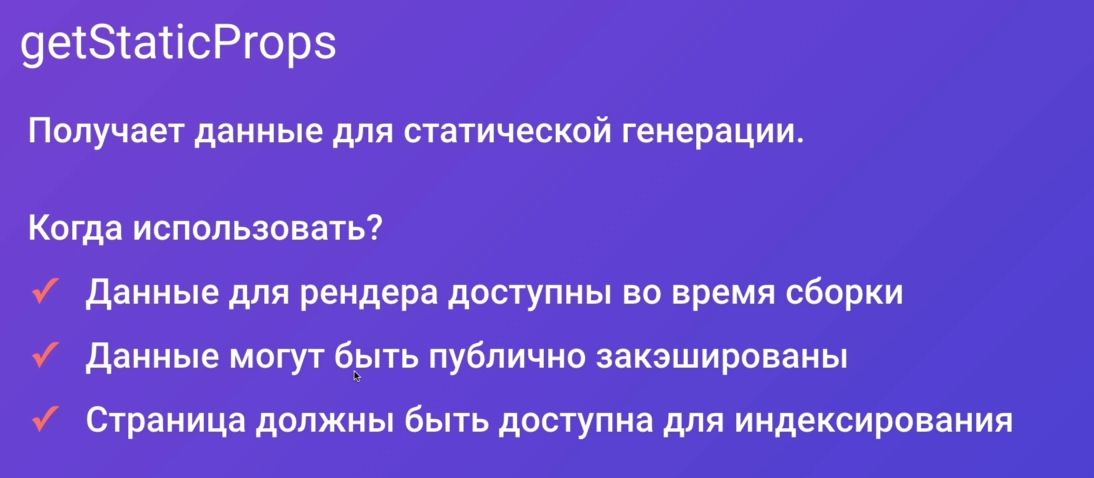 getStaticProps
Получает данные для статической генерации.
Когда использовать?
✓ Данные для рендера доступны во время сборки
✓ Данные могут быть публично закэшированы
✓ Страница должны быть доступна для индексирования